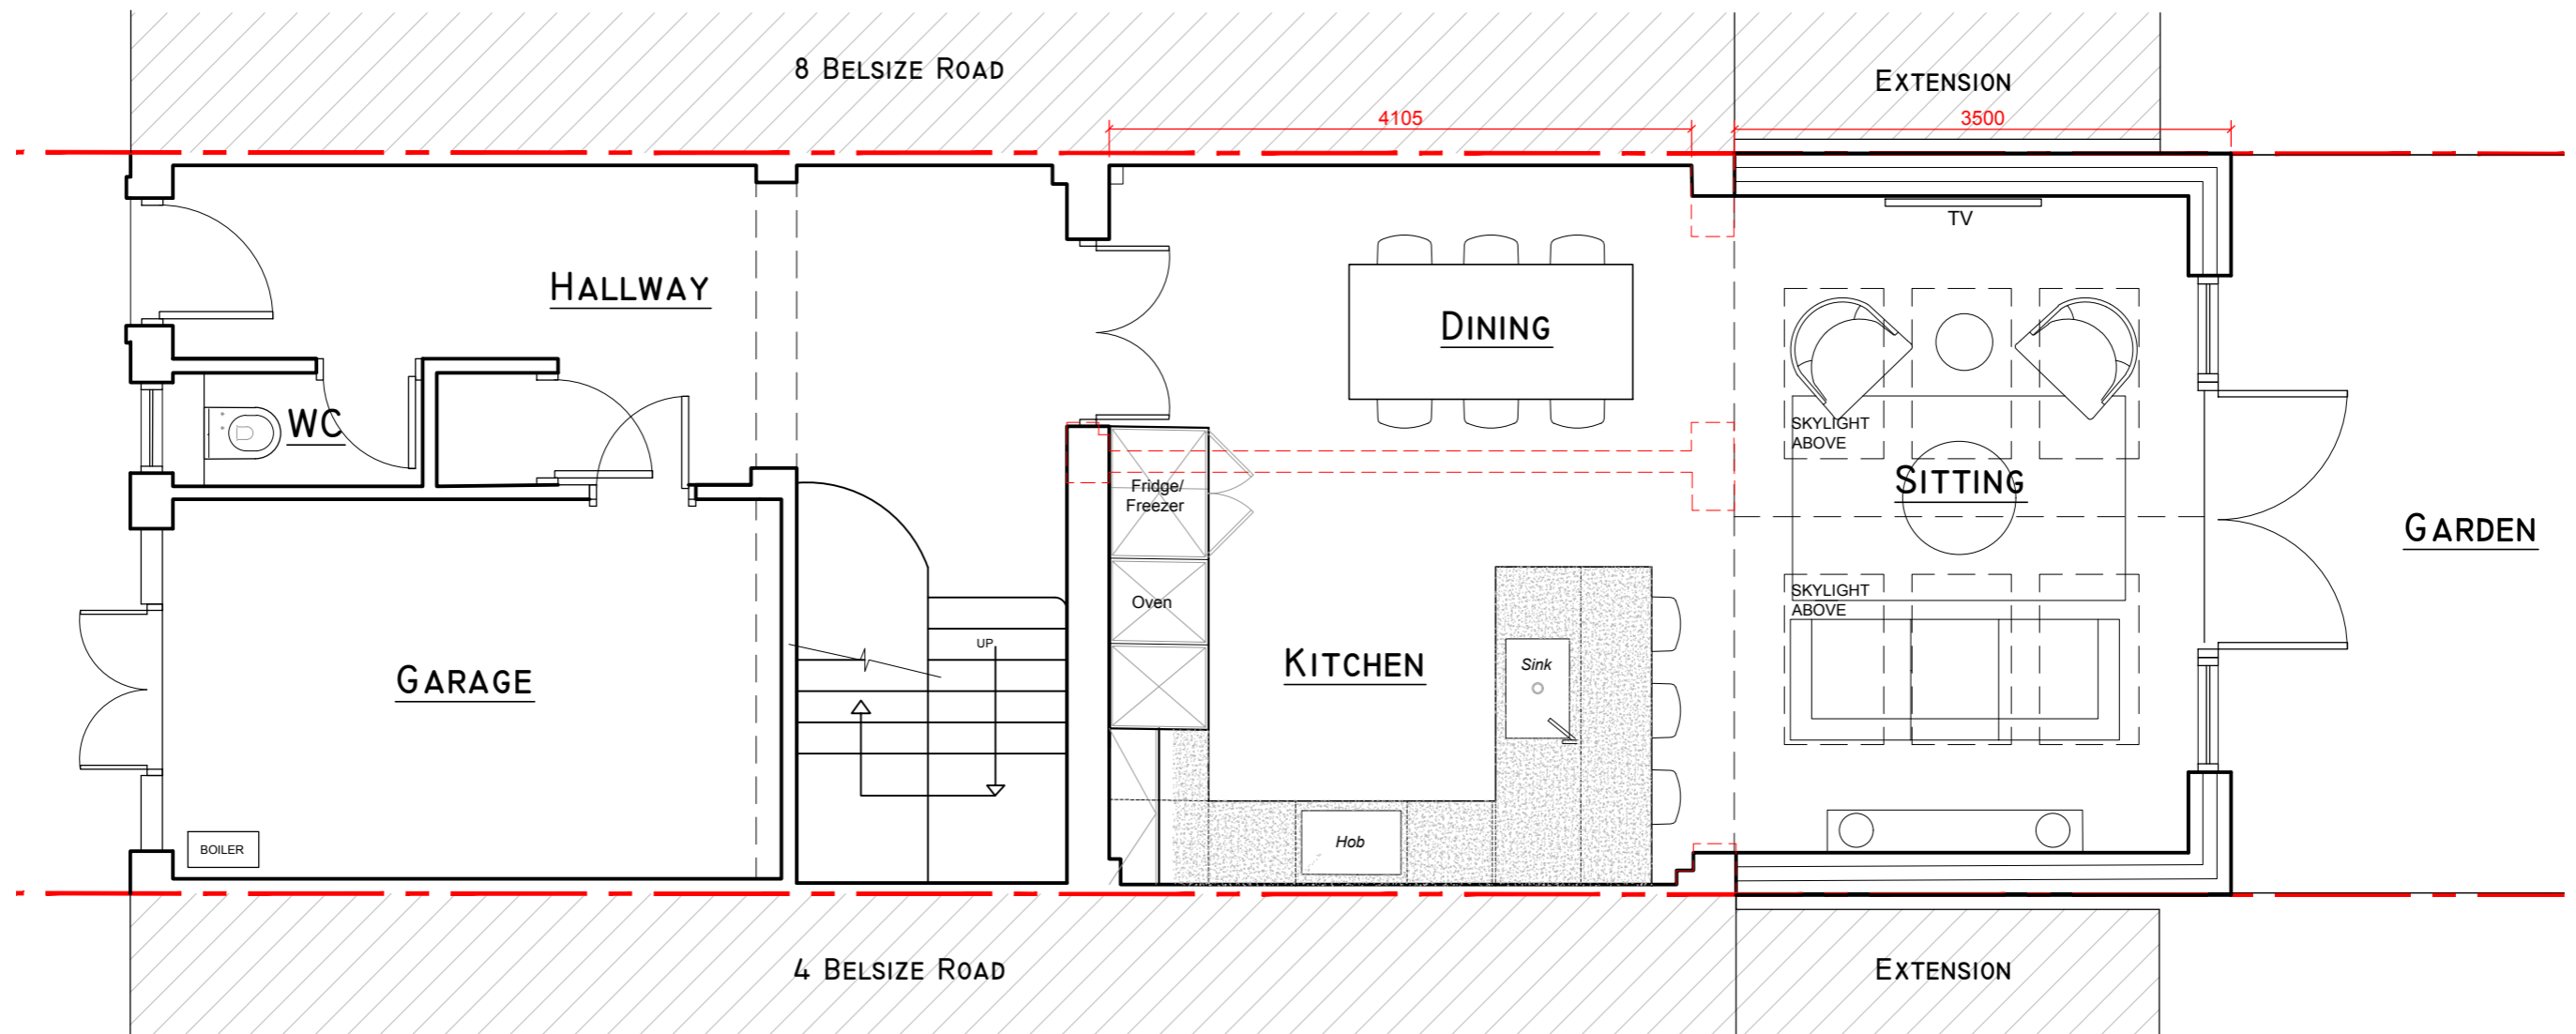 8 BELSIZE ROAD
EXTENSION
4105
3500
TV
HALLWAY
DINING
WC
SKYLIGHT
ABOVE
SITTING
Fridge/
Freezer
GARDEN
Oven
SKYLIGHT
ABOVE
UP
KITCHEN
Sink
GARAGE
Hob
BOILER
4 BELSIZE ROAD
EXTENSION